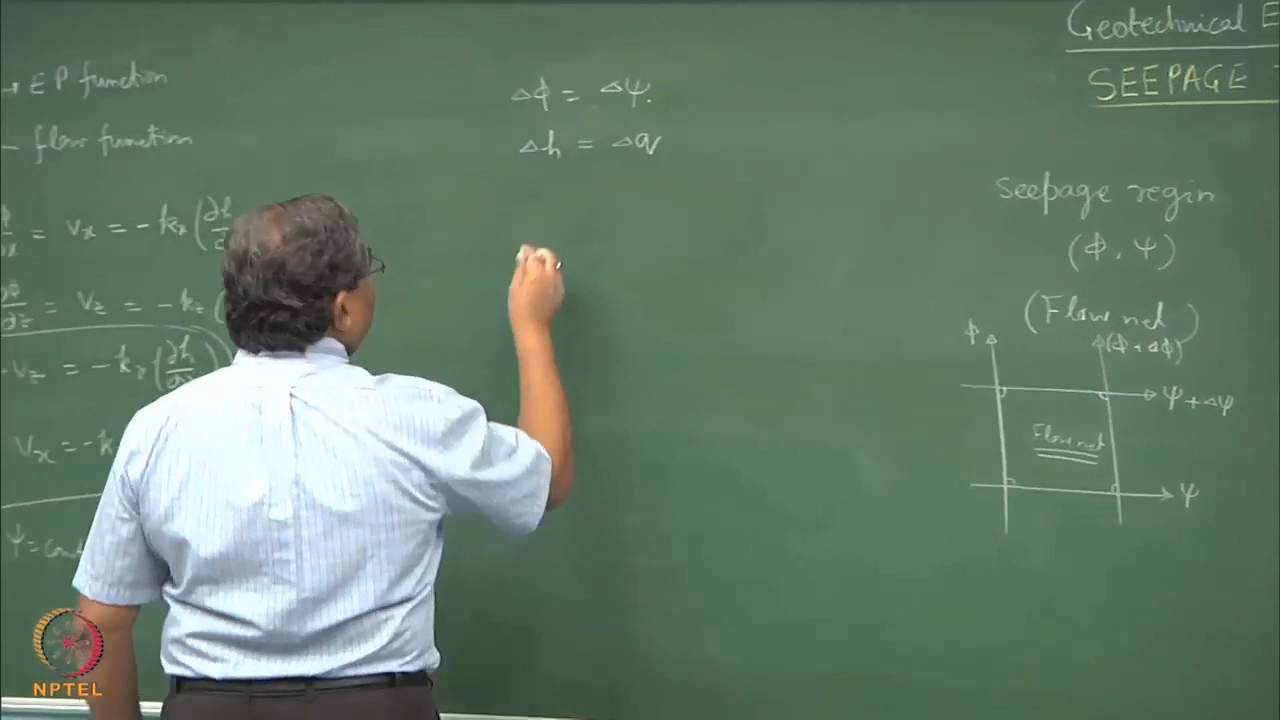 → EP function
- flow function
= vx = -kx (∂h
= vz = -kz (
- vz = -kx (∂h
vx = -k
Ψ = con
Δϕ = Δψ.
Δh = Δq
Geotechnical E
SEEPAGE
seepage regin
(ϕ, ψ)
(Flow net)
ϕ
(ϕ + Δϕ)
ψ + Δψ
Flow net
ψ
NPTEL